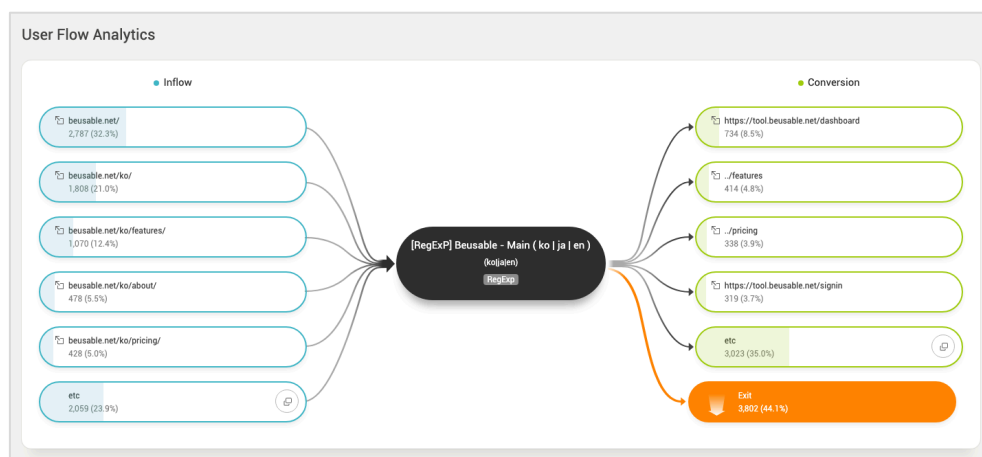 User Flow Analytics
Inflow
beusable.net/
2,787 (32.3%)
beusable.net/ko/
1,808 (21.0%)
beusable.net/ko/features/
1,070 (12.4%)
beusable.net/ko/about/
478 (5.5%)
beusable.net/ko/pricing/
428 (5.0%)
etc
2,059 (23.9%)
[RegExP] Beusable - Main ( ko | ja | en )
(ko|ja|en)
RegExp
Conversion
https://tool.beusable.net/dashboard
734 (8.5%)
../features
414 (4.8%)
../pricing
338 (3.9%)
https://tool.beusable.net/signin
319 (3.7%)
etc
3,023 (35.0%)
Exit
3,802 (44.1%)